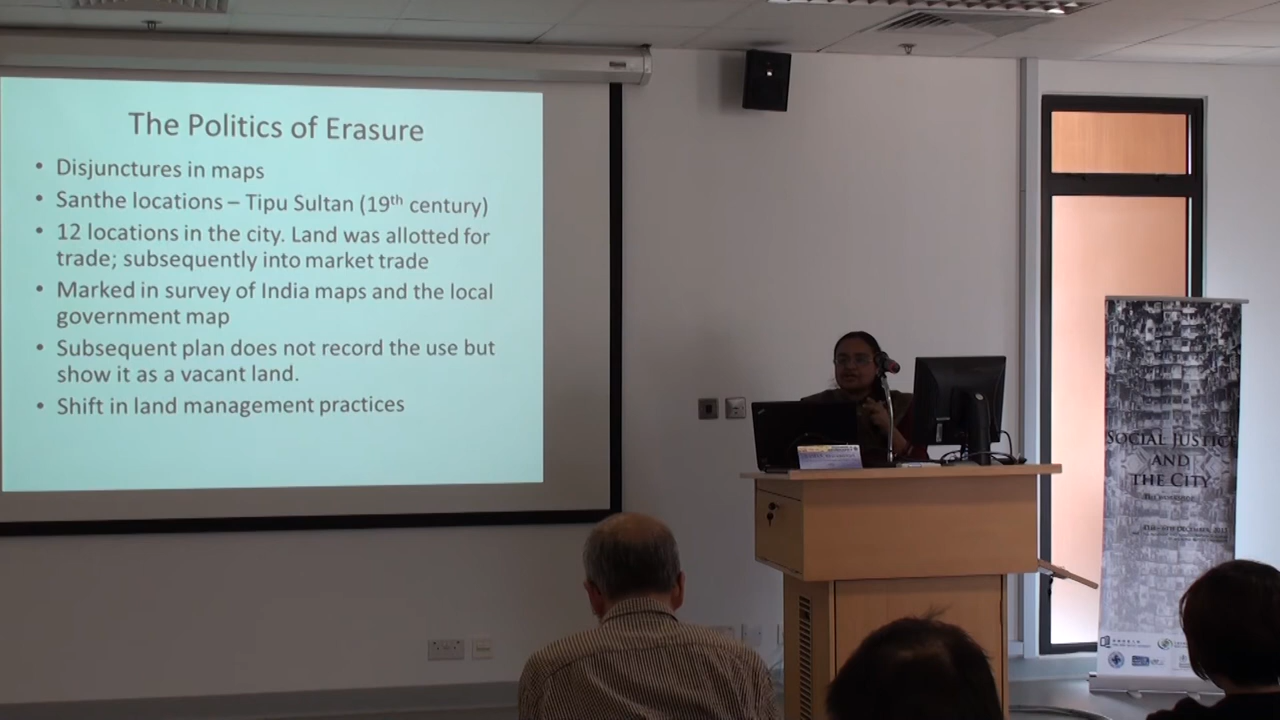 The Politics of Erasure
• Disjunctures in maps
• Santhe locations – Tipu Sultan (19th century)
• 12 locations in the city. Land was allotted for
trade; subsequently into market trade
• Marked in survey of India maps and the local
government map
• Subsequent plan does not record the use but
show it as a vacant land.
• Shift in land management practices
SOCIAL JUSTICE
AND
THE CITY